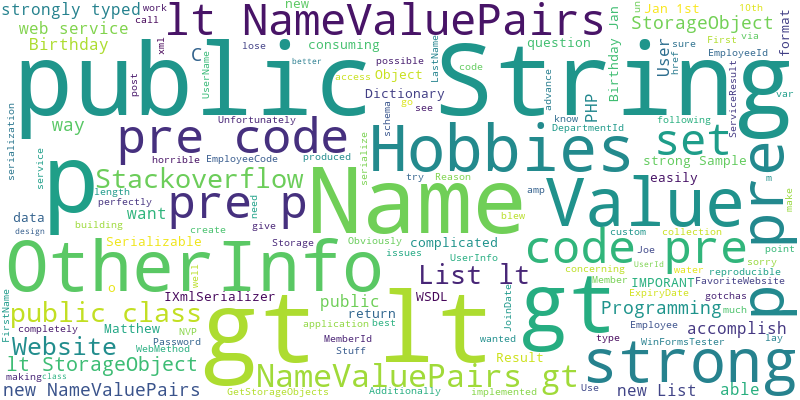 strongly typed
work
call
xml
lt NameValuePairs
new
StorageObject
un
Jan 1st
10th
format
web service
Birthday
post
C
UserName
consuming
lose
better
Object
Dictionary
access
possible
code
LastName
go
question
via
advance
User
EmployeeId
First
href
sure
ServiceResult
var
public String
g
Birthday Jan
PHP
way
Unfortunately
see
know
DepartmentId
following
serialization
pre code
horrible
EmployeeCode
produced
schema
serialize
Hobbies
set
strong Sample
service
p
Stackoverflow
length
perfectly
try
Reason
amp
easily
m
pre
data
want
pre p
Name
Value
make
building
design
create
need
give
blew
custom
collection
point
Serializable
Storage
Obviously
complicated
Joe
sorry
OtherInfo
code pre
FirstName
O
well
issues
UserInfo
UserId
concerning
water
reproducible
IXmlSerializer
List lt
Member
IMPORANT
FavoriteWebsite
ExpiryDate
gotchas
public class
public
WSDL
JoinDate
gt
Programming
much
p
completely
Matthew
NVP
application
return
best
wanted
Employee
accomplish
Website
WebMethod
Password
gt lt
MemberId
Stuff
Result
type
WinFormsTester
lay
lt StorageObject
NameValuePairs gt
strong
making
class
new NameValuePairs
GetStorageObjects
Additionally
implemented
Use
new List
able